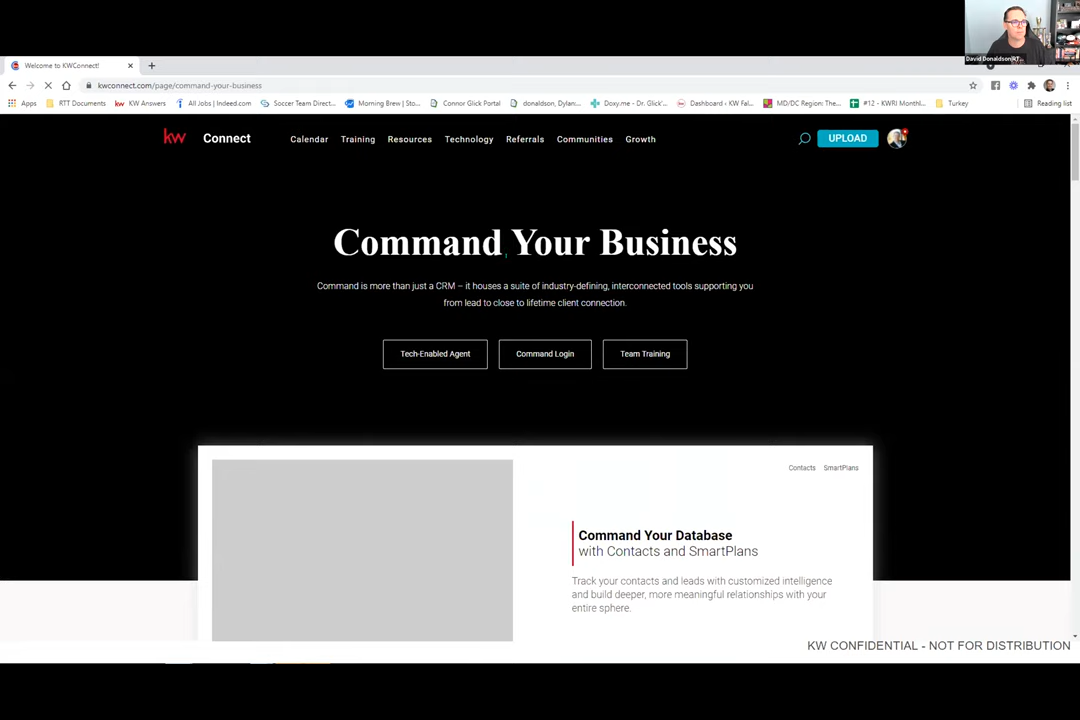 David Donaldson
Welcome to KWConnect!
kwconnect.com/page/command-your-business
Apps
RTT Documents
KW Answers
All Jobs | Indeed.com
Soccer Team Direct...
Morning Brew | Sto...
Connor Glick Portal
donaldson, Dylan...
Doxy.me - Dr. Glick'...
Dashboard ‹ KW Fal...
MD/DC Region: The...
#12 - KWRI Monthl...
Turkey
Reading list
kw Connect
Calendar
Training
Resources
Technology
Referrals
Communities
Growth
UPLOAD
Command Your Business
Command is more than just a CRM – it houses a suite of industry-defining, interconnected tools supporting you
from lead to close to lifetime client connection.
Tech-Enabled Agent
Command Login
Team Training
Contacts
SmartPlans
Command Your Database
with Contacts and SmartPlans
Track your contacts and leads with customized intelligence
and build deeper, more meaningful relationships with your
entire sphere.
KW CONFIDENTIAL - NOT FOR DISTRIBUTION